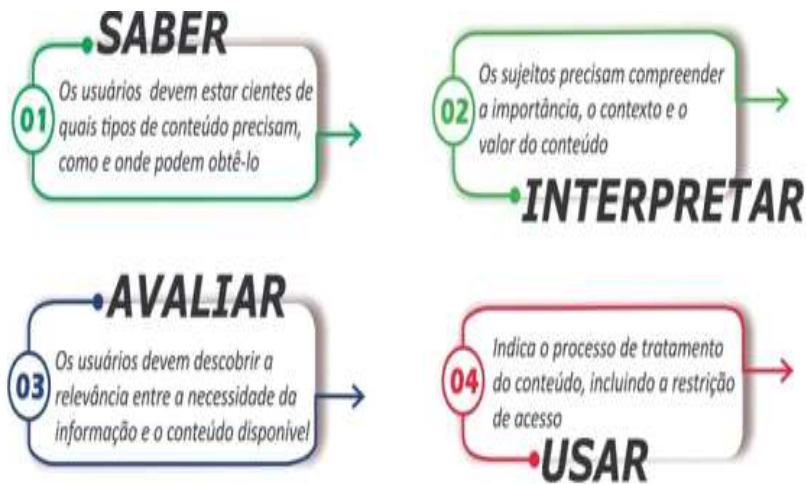 SABER
01
Os usuários devem estar cientes de
quais tipos de conteúdo precisam,
como e onde podem obtê-lo
02
Os sujeitos precisam compreender
a importância, o contexto e o
valor do conteúdo
INTERPRETAR
AVALIAR
03
Os usuários devem descobrir a
relevância entre a necessidade da
informação e o conteúdo disponível
04
Indica o processo de tratamento
do conteúdo, incluindo a restrição
de acesso
USAR